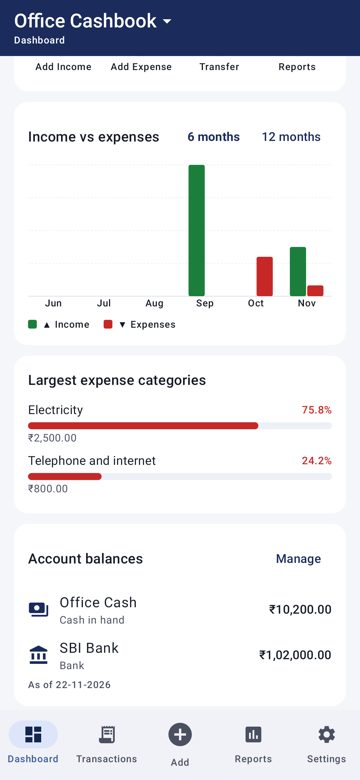 Office Cashbook
Dashboard
Add Income Add Expense Transfer Reports
Income vs expenses 6 months 12 months
Jun Jul Aug Sep Oct Nov
▲ Income ▼ Expenses
Largest expense categories
Electricity 75.8%
₹2,500.00
Telephone and internet 24.2%
₹800.00
Account balances Manage
Office Cash ₹10,200.00
Cash in hand
SBI Bank ₹1,02,000.00
Bank
As of 22-11-2026
Dashboard Transactions Add Reports Settings